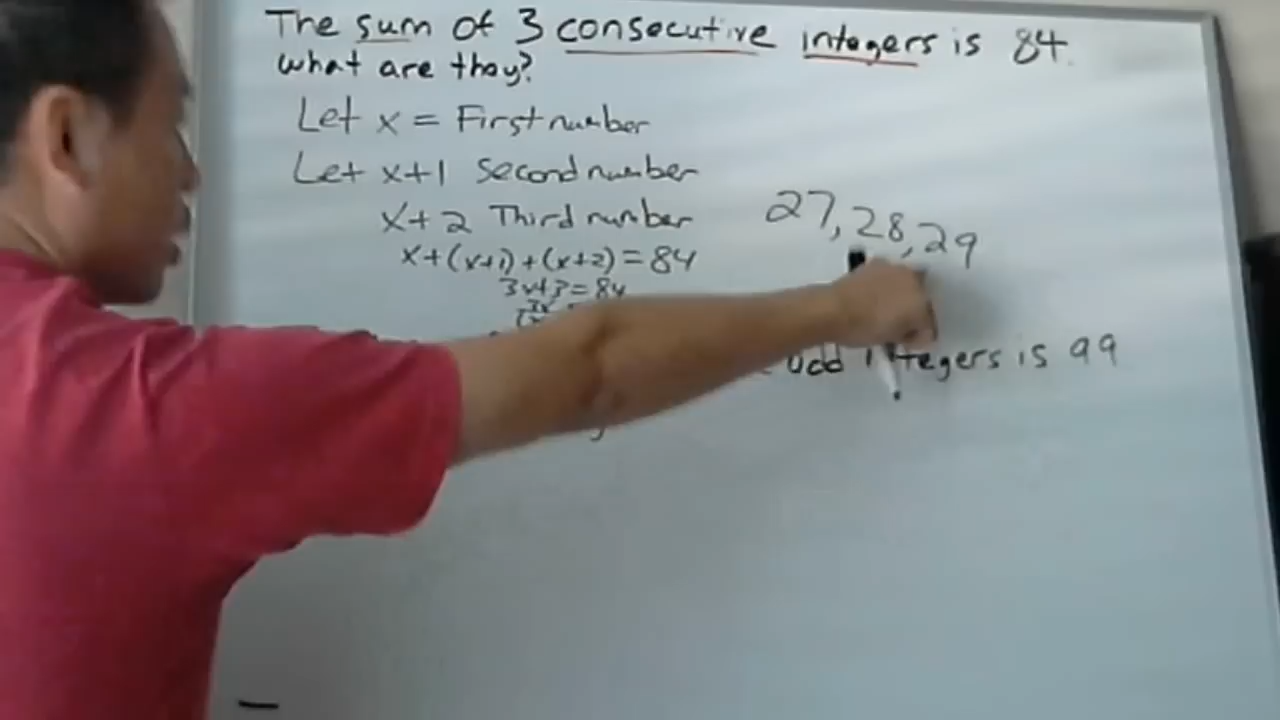 The sum of 3 consecutive integers is 84.
what are they?
Let x = First number
Let x+1 Second number
x+2 Third number
27, 28, 29
x+(x+1)+(x+2)=84
3x+3=84
3x
odd integers is 99